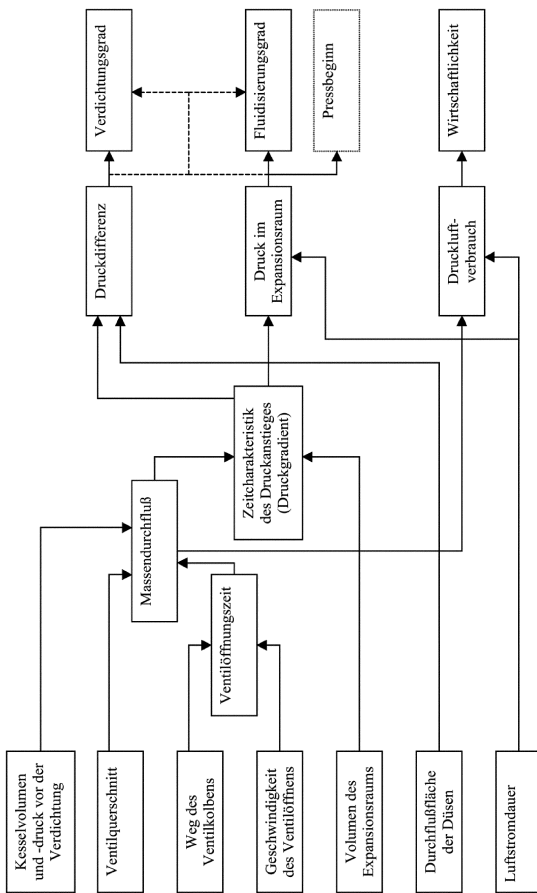 Kesselvolumen
und -druck vor der
Verdichtung
Ventilquerschnitt
Weg des
Ventilkolbens
Geschwindigkeit
des Ventilöffnens
Volumen des
Expansionsraums
Durchflußfläche
der Düsen
Luftstromdauer
Massendurchfluß
Ventilöffnungszeit
Zeitcharakteristik
des Druckanstieges
(Druckgradient)
Druckdifferenz
Druck im
Expansionsraum
Druckluft-
verbrauch
Verdichtungsgrad
Fluidisierungsgrad
Pressbeginn
Wirtschaftlichkeit